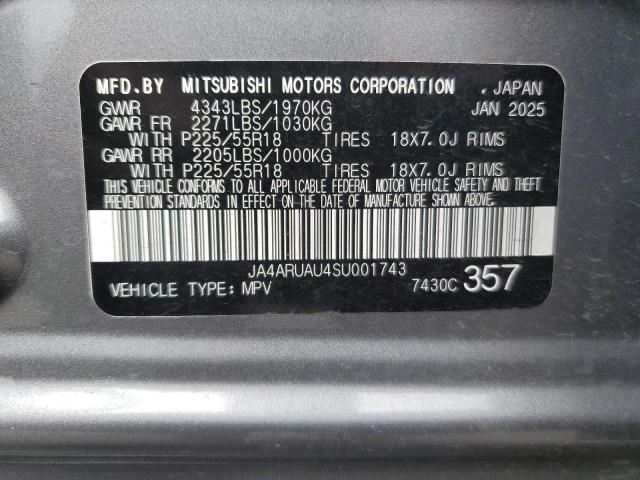 MFD.BY MITSUBISHI MOTORS CORPORATION . JAPAN
GVWR 4343LBS/1970KG JAN 2025
GAWR FR 2271LBS/1030KG
WITH P225/55R18 TIRES 18X7.0J RIMS
GAWR RR 2205LBS/1000KG
WITH P225/55R18 TIRES 18X7.0J RIMS
THIS VEHICLE CONFORMS TO ALL APPLICABLE FEDERAL MOTOR VEHICLE SAFETY AND THEFT
PREVENTION STANDARDS IN EFFECT ON THE DATE OF MANUFACTURE SHOWN ABOVE.
JA4ARUAU4SU001743
VEHICLE TYPE: MPV 7430C 357